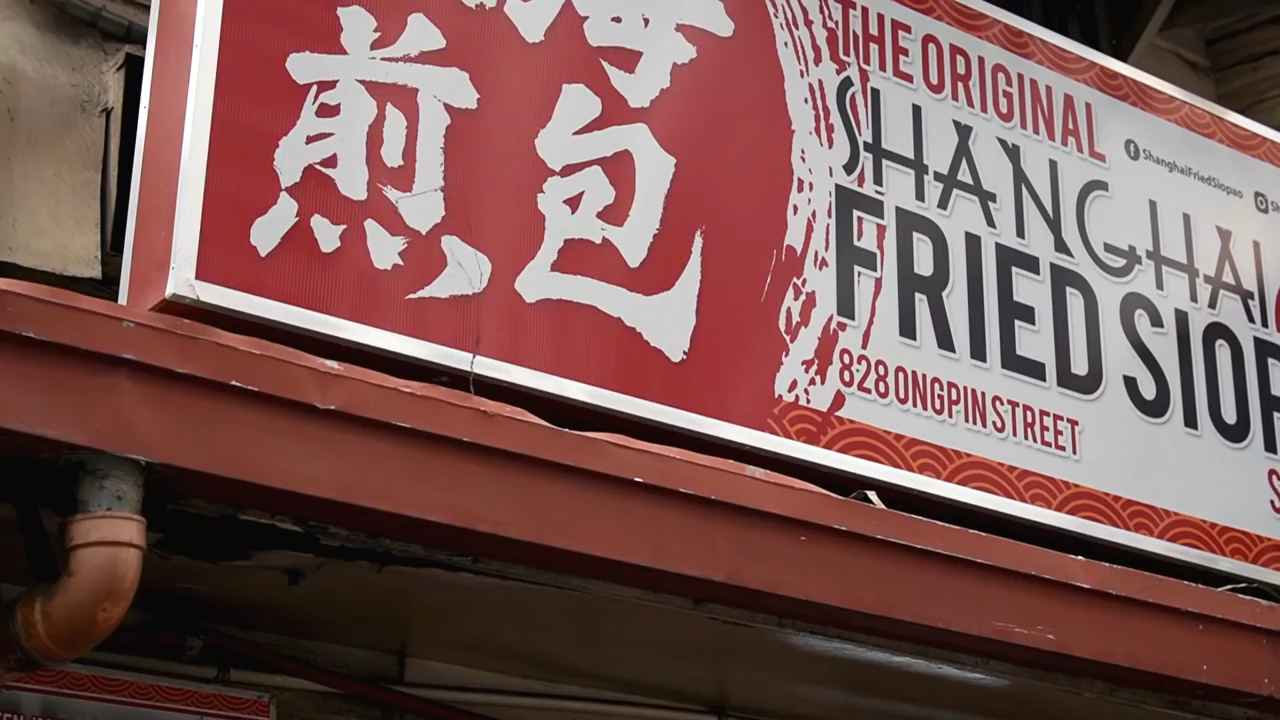 煎包
THE ORIGINAL
SHANGHAI
FRIED SIOP
828 ONGPIN STREET
ShanghaiFriedSiopao